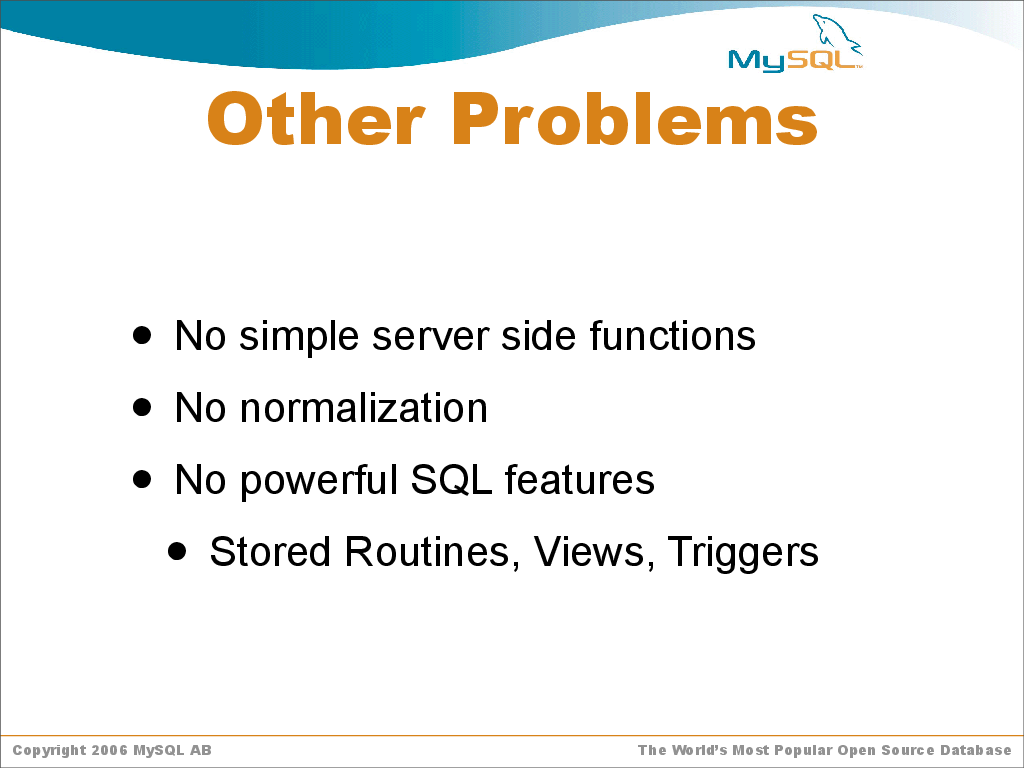 MySQL™
Other Problems
• No simple server side functions
• No normalization
• No powerful SQL features
• Stored Routines, Views, Triggers
Copyright 2006 MySQL AB
The World’s Most Popular Open Source Database